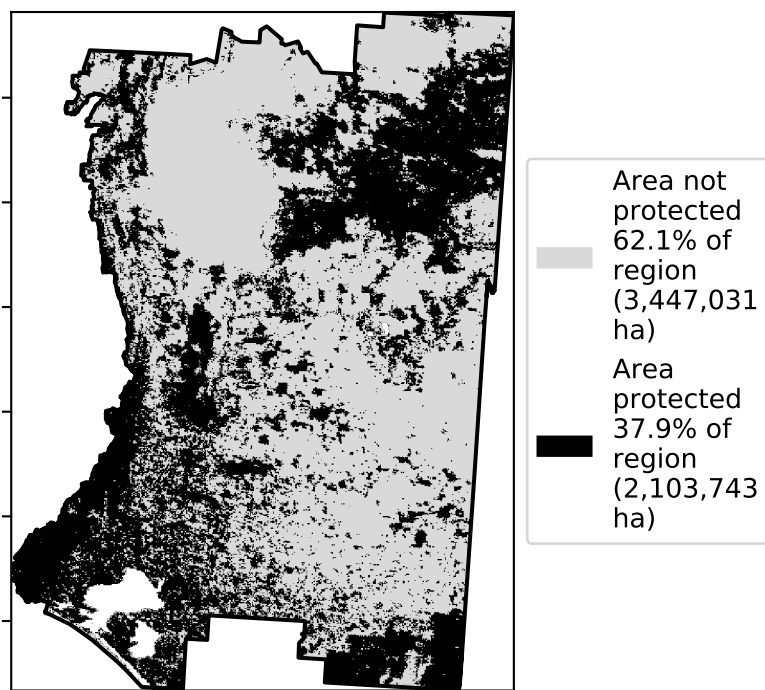 Area not
protected
62.1% of
region
(3,447,031
ha)
Area
protected
37.9% of
region
(2,103,743
ha)